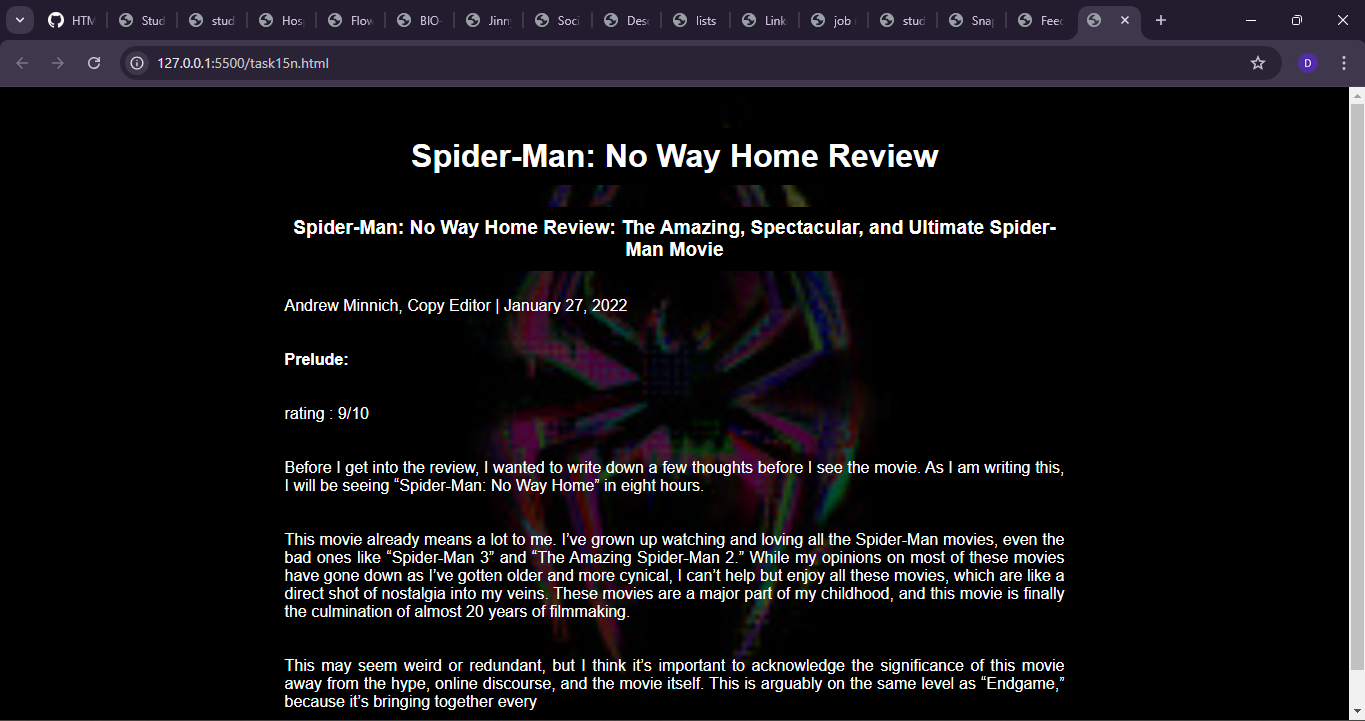 HTM
Stud
stud
Hos
Flow
BIO-
Jinn
Soci
Desc
lists
Link
job
stud
Snap
Feed
127.0.0.1:5500/task15n.html
D
Spider-Man: No Way Home Review
Spider-Man: No Way Home Review: The Amazing, Spectacular, and Ultimate Spider-
Man Movie
Andrew Minnich, Copy Editor | January 27, 2022
Prelude:
rating : 9/10
Before I get into the review, I wanted to write down a few thoughts before I see the movie. As I am writing this,
I will be seeing “Spider-Man: No Way Home” in eight hours.
This movie already means a lot to me. I’ve grown up watching and loving all the Spider-Man movies, even the
bad ones like “Spider-Man 3” and “The Amazing Spider-Man 2.” While my opinions on most of these movies
have gone down as I’ve gotten older and more cynical, I can’t help but enjoy all these movies, which are like a
direct shot of nostalgia into my veins. These movies are a major part of my childhood, and this movie is finally
the culmination of almost 20 years of filmmaking.
This may seem weird or redundant, but I think it’s important to acknowledge the significance of this movie
away from the hype, online discourse, and the movie itself. This is arguably on the same level as “Endgame,”
because it’s bringing together every